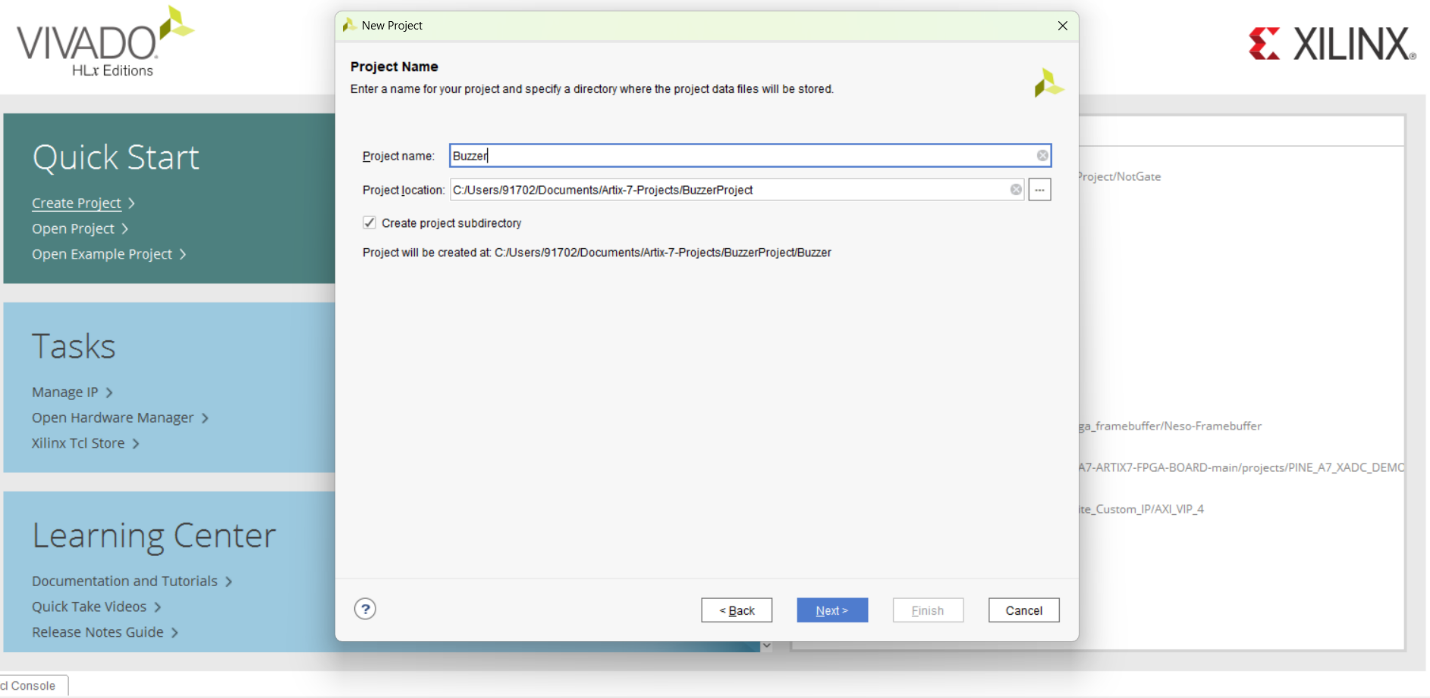 VIVADO
HLx Editions
XILINX
New Project
Project Name
Enter a name for your project and specify a directory where the project data files will be stored.
Project name: Buzzer
Project location: C:/Users/91702/Documents/Artix-7-Projects/BuzzerProject
...
Create project subdirectory
Project will be created at: C:/Users/91702/Documents/Artix-7-Projects/BuzzerProject/Buzzer
? < Back Next > Finish Cancel
Quick Start
Create Project >
Open Project >
Open Example Project >
Tasks
Manage IP >
Open Hardware Manager >
Xilinx Tcl Store >
Learning Center
Documentation and Tutorials >
Quick Take Videos >
Release Notes Guide >
Project/NotGate
ga_framebuffer/Neso-Framebuffer
A7-ARTIX7-FPGA-BOARD-main/projects/PINE_A7_XADC_DEMO
ite_Custom_IP/AXI_VIP_4
cl Console